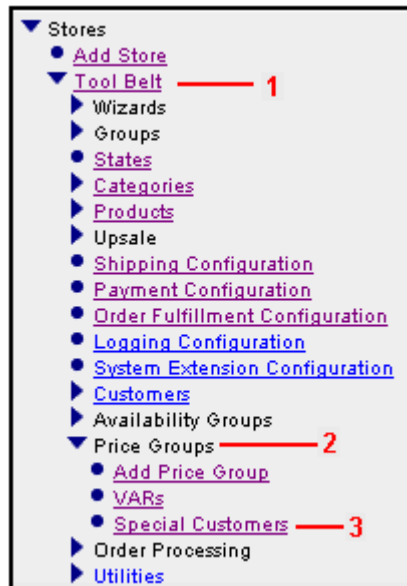 Stores
Add Store
Tool Belt 1
Wizards
Groups
States
Categories
Products
Upsale
Shipping Configuration
Payment Configuration
Order Fulfillment Configuration
Logging Configuration
System Extension Configuration
Customers
Availability Groups
Price Groups 2
Add Price Group
VARs
Special Customers 3
Order Processing
Utilities